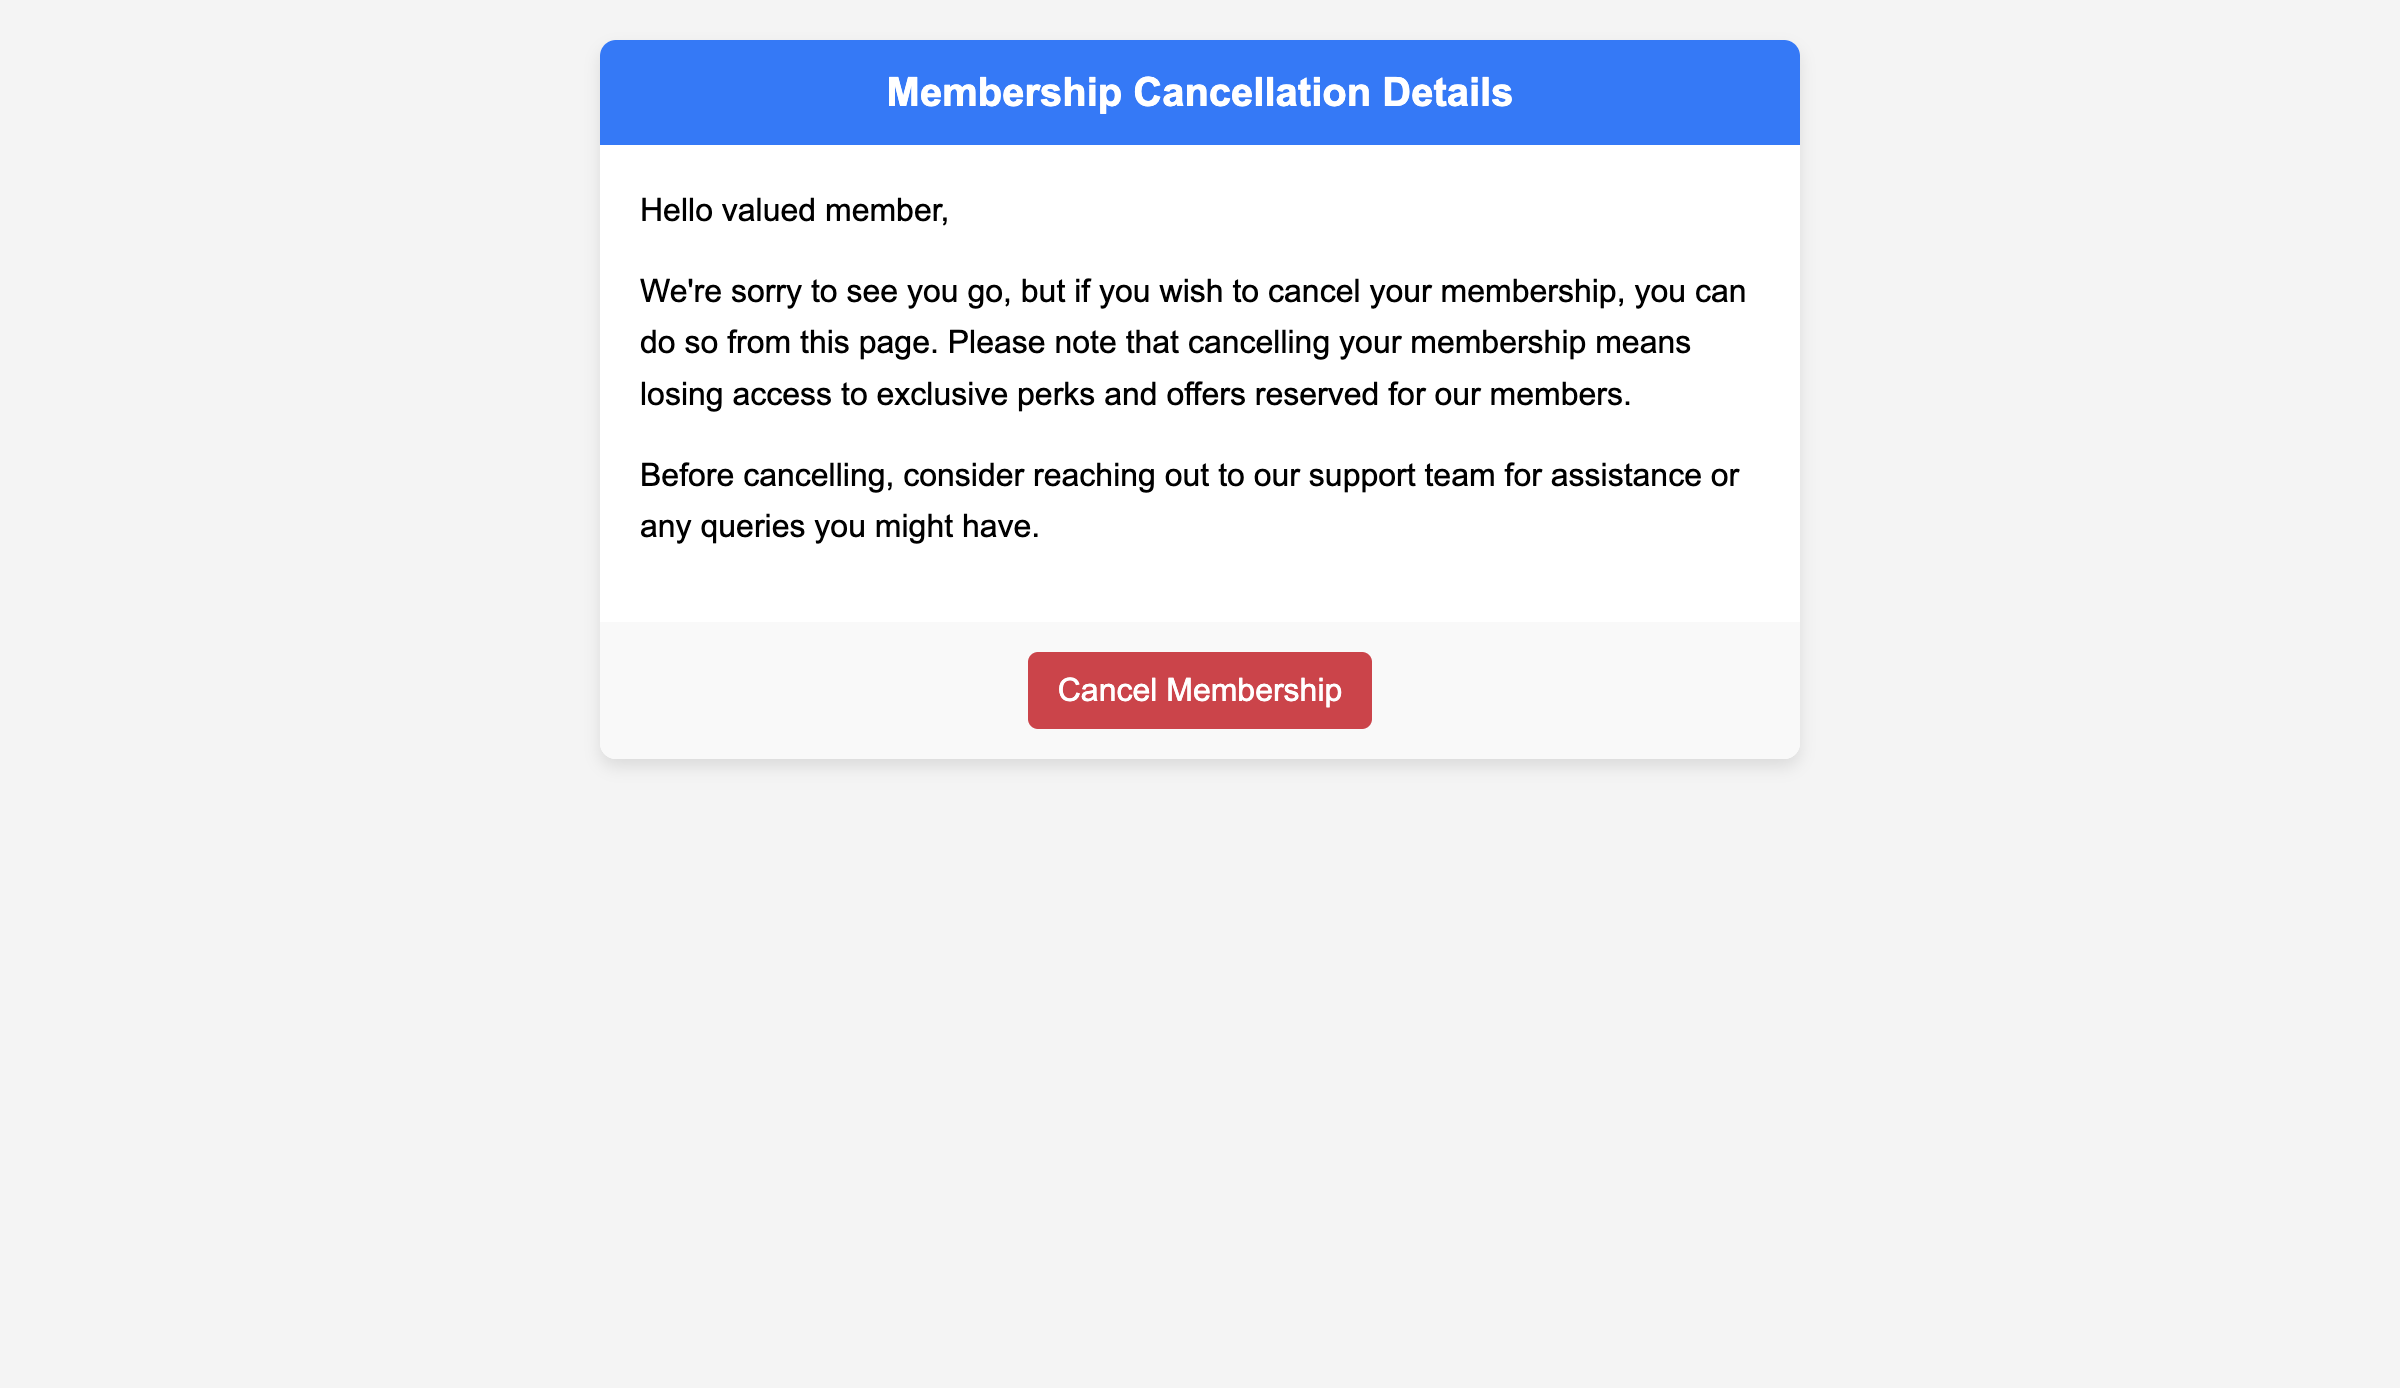 Membership Cancellation Details
Hello valued member,
We're sorry to see you go, but if you wish to cancel your membership, you can
do so from this page. Please note that cancelling your membership means
losing access to exclusive perks and offers reserved for our members.
Before cancelling, consider reaching out to our support team for assistance or
any queries you might have.
Cancel Membership